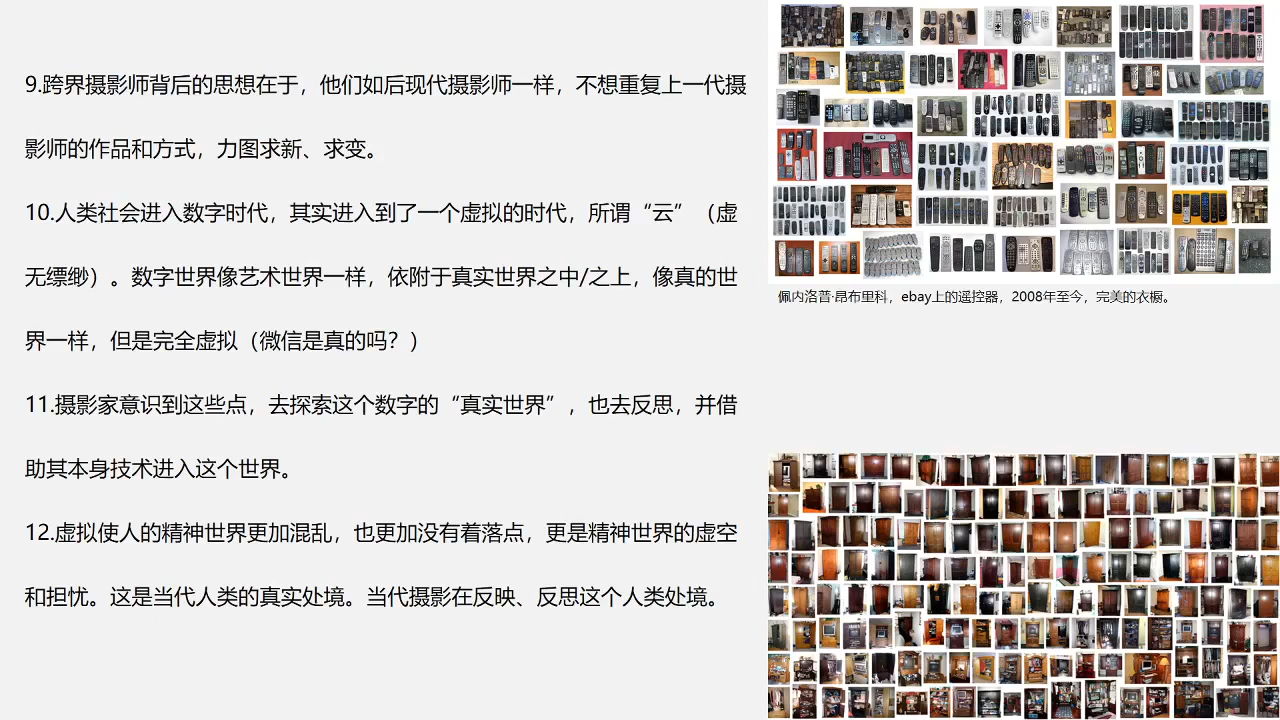 9.跨界摄影师背后的思想在于，他们如后现代摄影师一样，不想重复上一代摄
影师的作品和方式，力图求新、求变。
10.人类社会进入数字时代，其实进入到了一个虚拟的时代，所谓“云”（虚
无缥缈）。数字世界像艺术世界一样，依附于真实世界之中/之上，像真的世
界一样，但是完全虚拟（微信是真的吗？）
11.摄影家意识到这些点，去探索这个数字的“真实世界”，也去反思，并借
助其本身技术进入这个世界。
12.虚拟使人的精神世界更加混乱，也更加没有着落点，更是精神世界的虚空
和担忧。这是当代人类的真实处境。当代摄影在反映、反思这个人类处境。
佩内洛普·昂布里科，ebay上的遥控器，2008年至今，完美的衣橱。